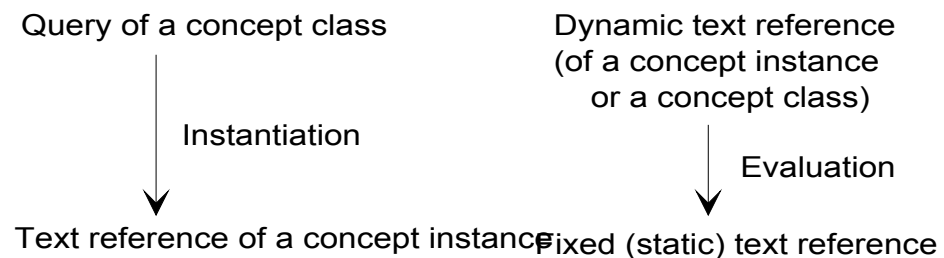 Query of a concept class
Instantiation
Text reference of a concept instance
Dynamic text reference
(of a concept instance
or a concept class)
Evaluation
Fixed (static) text reference